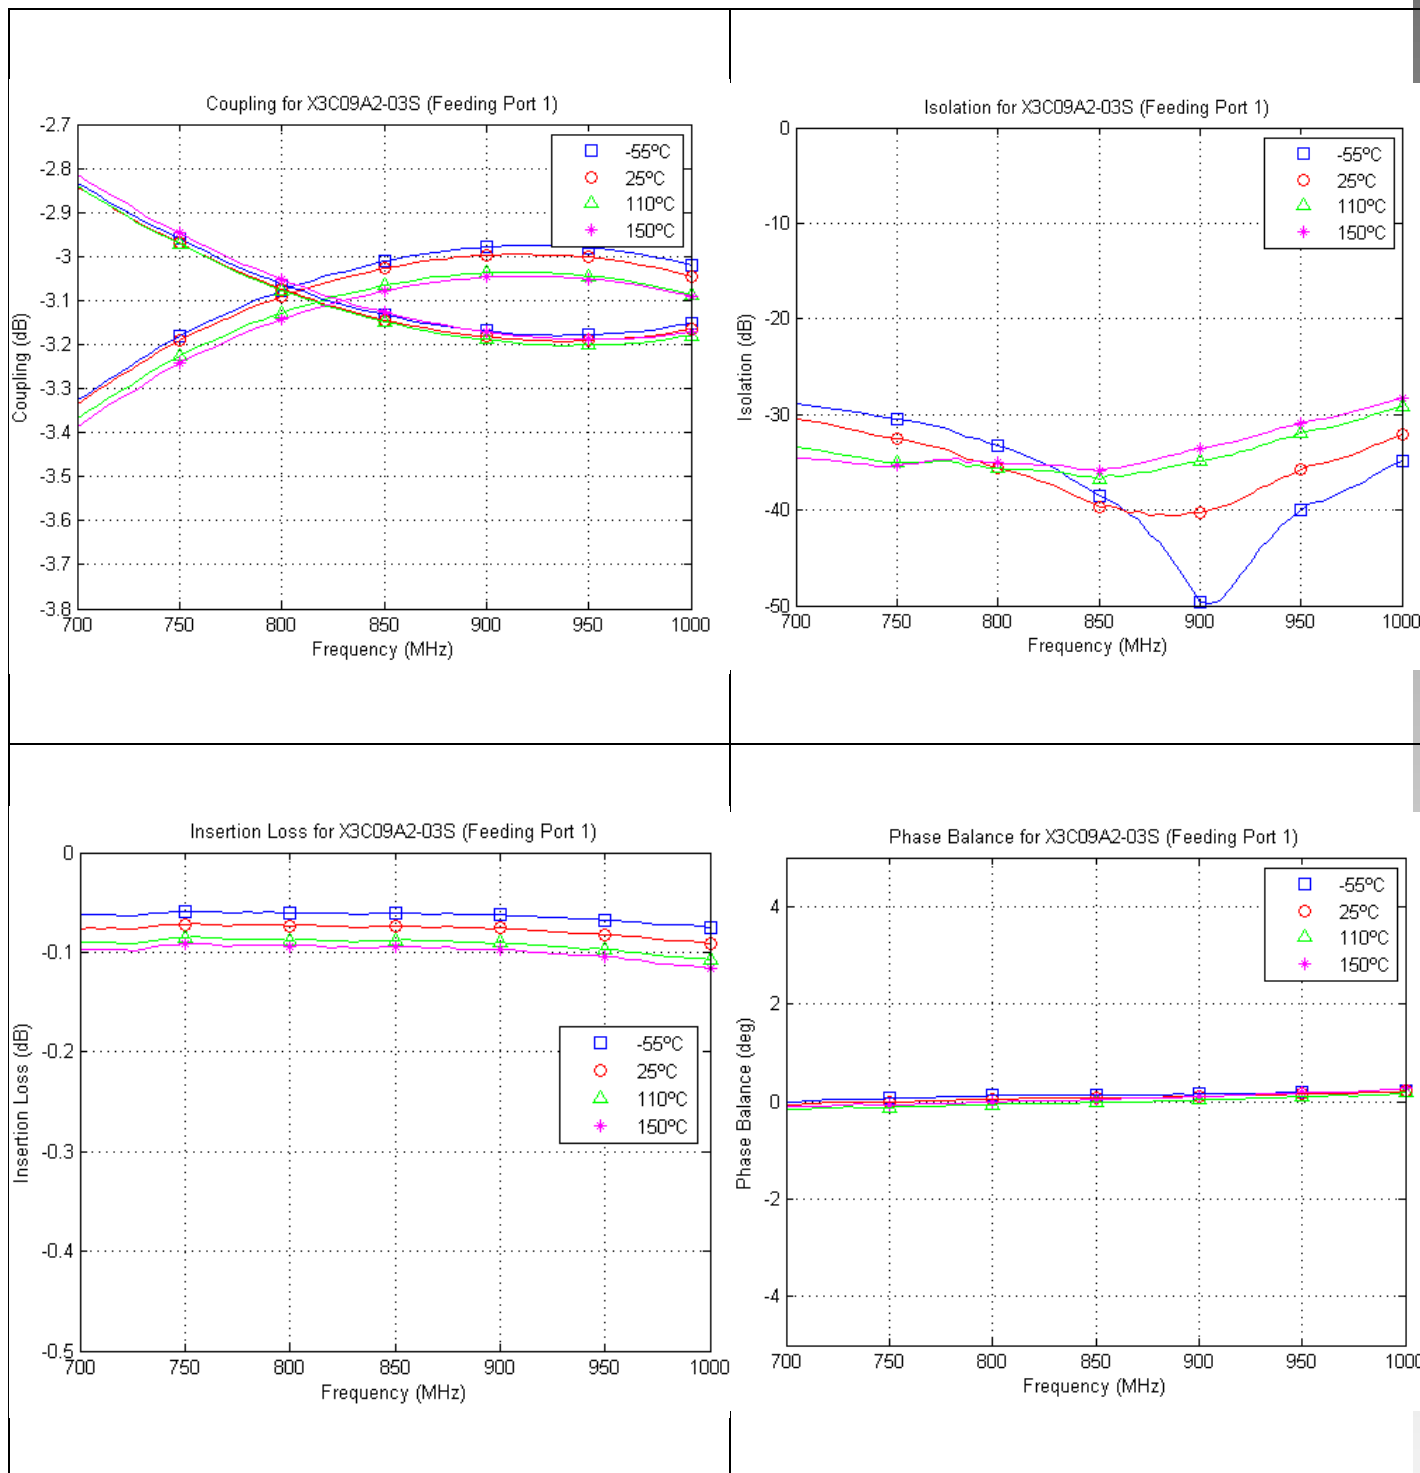 Coupling for X3C09A2-03S (Feeding Port 1)
-2.7
-2.8
-2.9
-3
-3.1
-3.2
-3.3
-3.4
-3.5
-3.6
-3.7
-3.8
Coupling (dB)
-55ºC
25ºC
110ºC
150ºC
700 750 800 850 900 950 1000
Frequency (MHz)
Isolation for X3C09A2-03S (Feeding Port 1)
0
-10
-20
-30
-40
-50
Isolation (dB)
-55ºC
25ºC
110ºC
150ºC
700 750 800 850 900 950 1000
Frequency (MHz)
Insertion Loss for X3C09A2-03S (Feeding Port 1)
0
-0.1
-0.2
-0.3
-0.4
-0.5
Insertion Loss (dB)
-55ºC
25ºC
110ºC
150ºC
700 750 800 850 900 950 1000
Frequency (MHz)
Phase Balance for X3C09A2-03S (Feeding Port 1)
4
2
0
-2
-4
Phase Balance (deg)
-55ºC
25ºC
110ºC
150ºC
700 750 800 850 900 950 1000
Frequency (MHz)